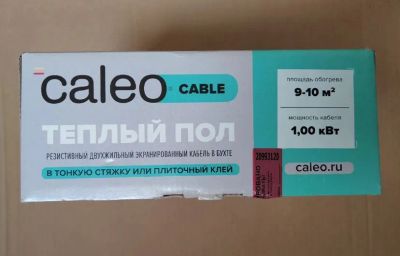 caleo CABLE
ТЕПЛЫЙ ПОЛ
РЕЗИСТИВНЫЙ ДВУХЖИЛЬНЫЙ ЭКРАНИРОВАННЫЙ КАБЕЛЬ В БУХТЕ
В ТОНКУЮ СТЯЖКУ ИЛИ ПЛИТОЧНЫЙ КЛЕЙ
площадь обогрева
9-10 м²
мощность кабеля
1,00 кВт
caleo.ru
20993120